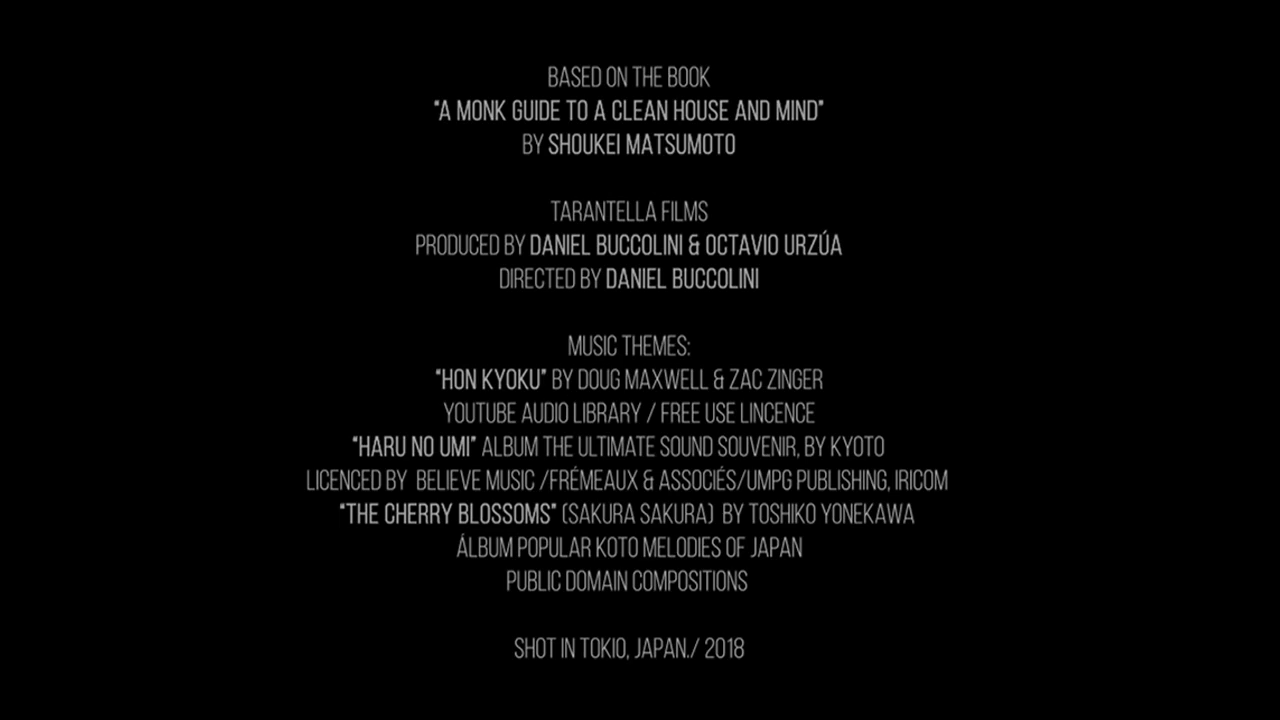 BASED ON THE BOOK
"A MONK GUIDE TO A CLEAN HOUSE AND MIND"
BY SHOUKEI MATSUMOTO
TARANTELLA FILMS
PRODUCED BY DANIEL BUCCOLINI & OCTAVIO URZÚA
DIRECTED BY DANIEL BUCCOLINI
MUSIC THEMES:
"HON KYOKU" BY DOUG MAXWELL & ZAC ZINGER
YOUTUBE AUDIO LIBRARY / FREE USE LINCENCE
"HARU NO UMI" ALBUM THE ULTIMATE SOUND SOUVENIR, BY KYOTO
LICENCED BY BELIEVE MUSIC /FRÉMEAUX & ASSOCIÉS/UMPG PUBLISHING, IRICOM
"THE CHERRY BLOSSOMS" (SAKURA SAKURA) BY TOSHIKO YONEKAWA
ÁLBUM POPULAR KOTO MELODIES OF JAPAN
PUBLIC DOMAIN COMPOSITIONS
SHOT IN TOKIO, JAPAN./ 2018